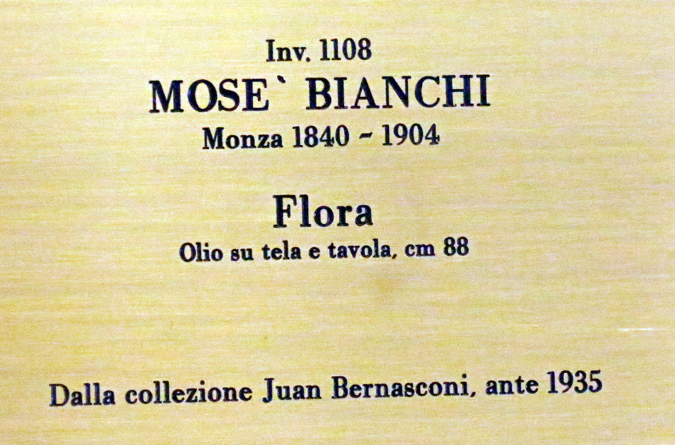 Inv. 1108
MOSE` BIANCHI
Monza 1840 ~ 1904
Flora
Olio su tela e tavola, cm 88
Dalla collezione Juan Bernasconi, ante 1935